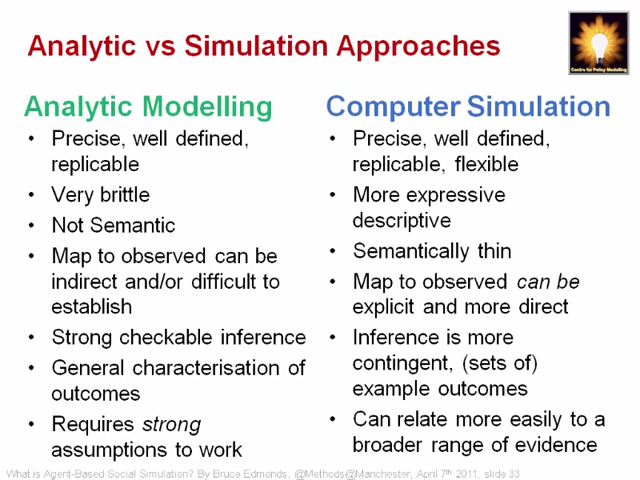 Analytic vs Simulation Approaches
Centre for Policy Modelling
Analytic Modelling
• Precise, well defined,
replicable
• Very brittle
• Not Semantic
• Map to observed can be
indirect and/or difficult to
establish
• Strong checkable inference
• General characterisation of
outcomes
• Requires strong
assumptions to work
Computer Simulation
• Precise, well defined,
replicable, flexible
• More expressive
descriptive
• Semantically thin
• Map to observed can be
explicit and more direct
• Inference is more
contingent, (sets of)
example outcomes
• Can relate more easily to a
broader range of evidence
What is Agent-Based Social Simulation? By Bruce Edmonds, @Methods@Manchester, April 7th 2011, slide 33